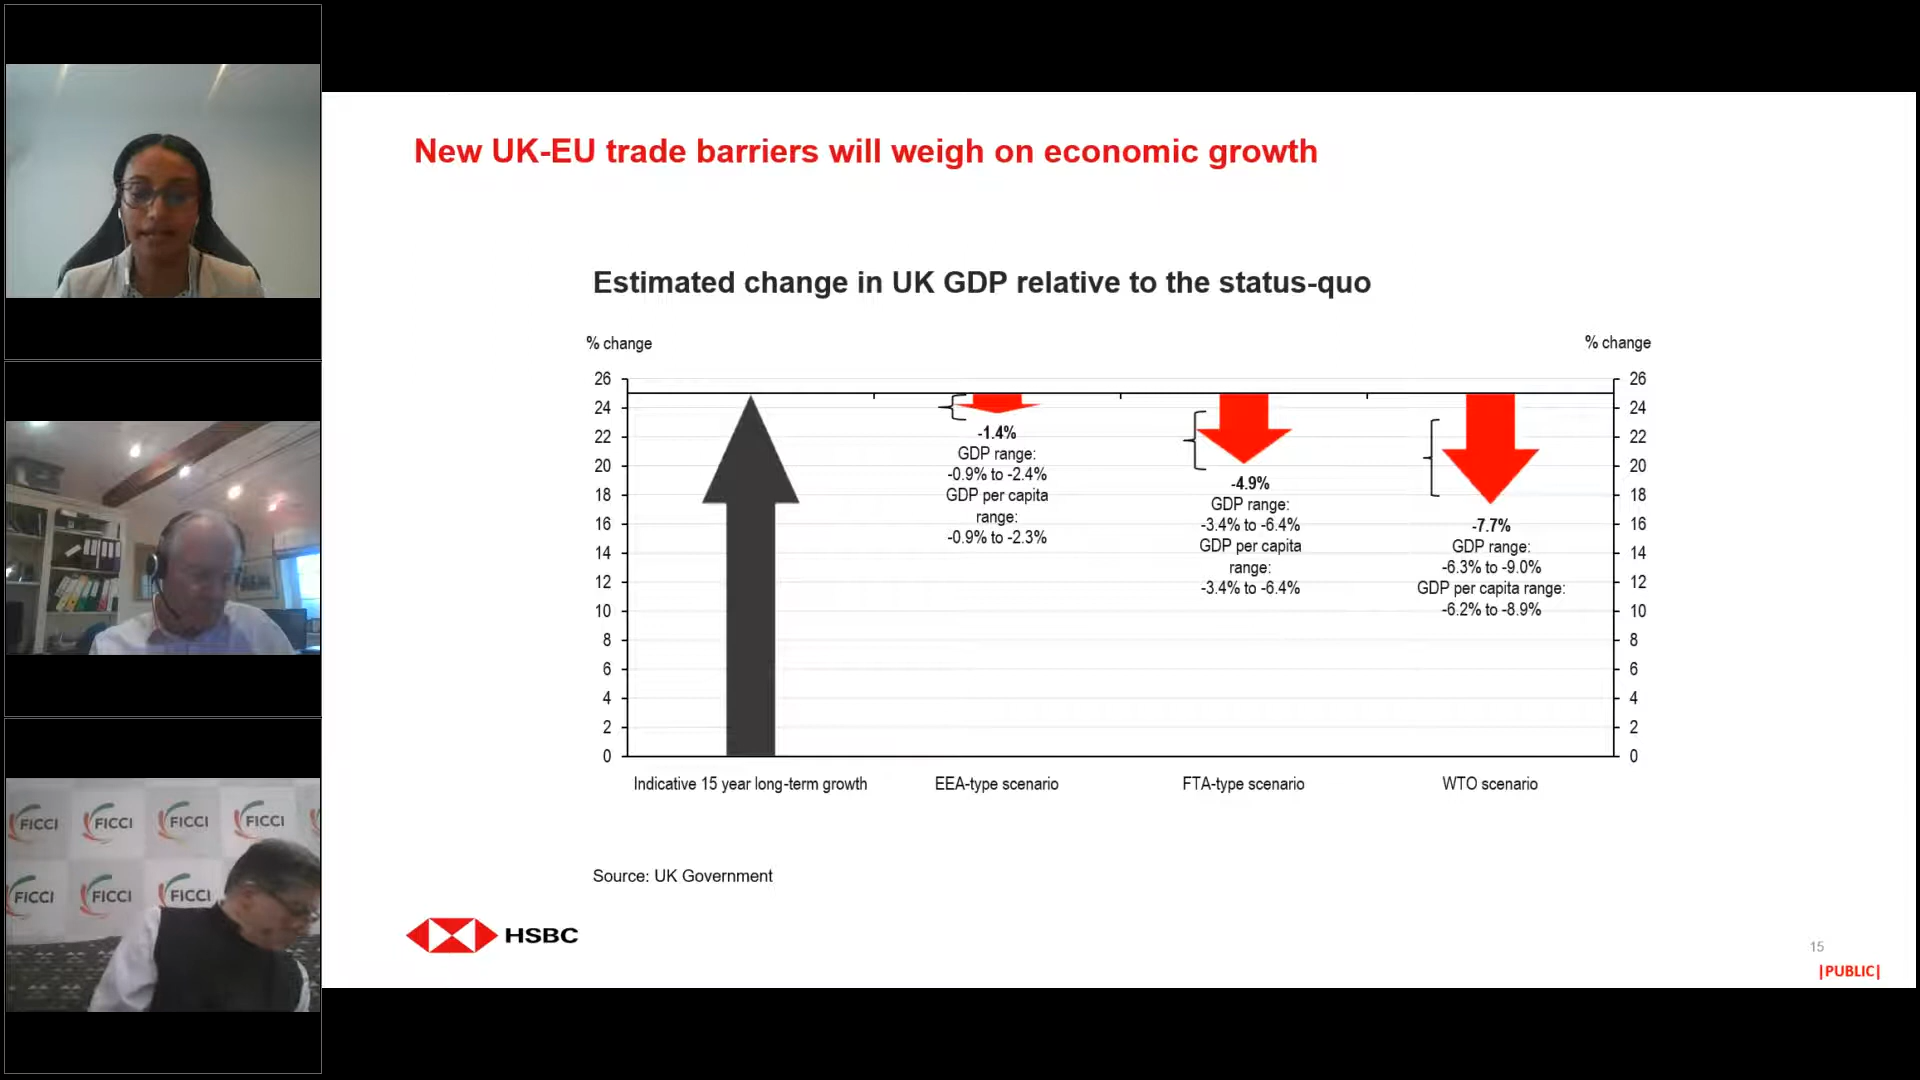 New UK-EU trade barriers will weigh on economic growth
Estimated change in UK GDP relative to the status-quo
% change
% change
26
24
22
20
18
16
14
12
10
8
6
4
2
0
-1.4%
GDP range:
-0.9% to -2.4%
GDP per capita
range:
-0.9% to -2.3%
-4.9%
GDP range:
-3.4% to -6.4%
GDP per capita
range:
-3.4% to -6.4%
-7.7%
GDP range:
-6.3% to -9.0%
GDP per capita range:
-6.2% to -8.9%
26
24
22
20
18
16
14
12
10
8
6
4
2
0
Indicative 15 year long-term growth
EEA-type scenario
FTA-type scenario
WTO scenario
Source: UK Government
HSBC
15
|PUBLIC|
FICCI FICCI FICCI FICCI
FICCI FICCI FICCI